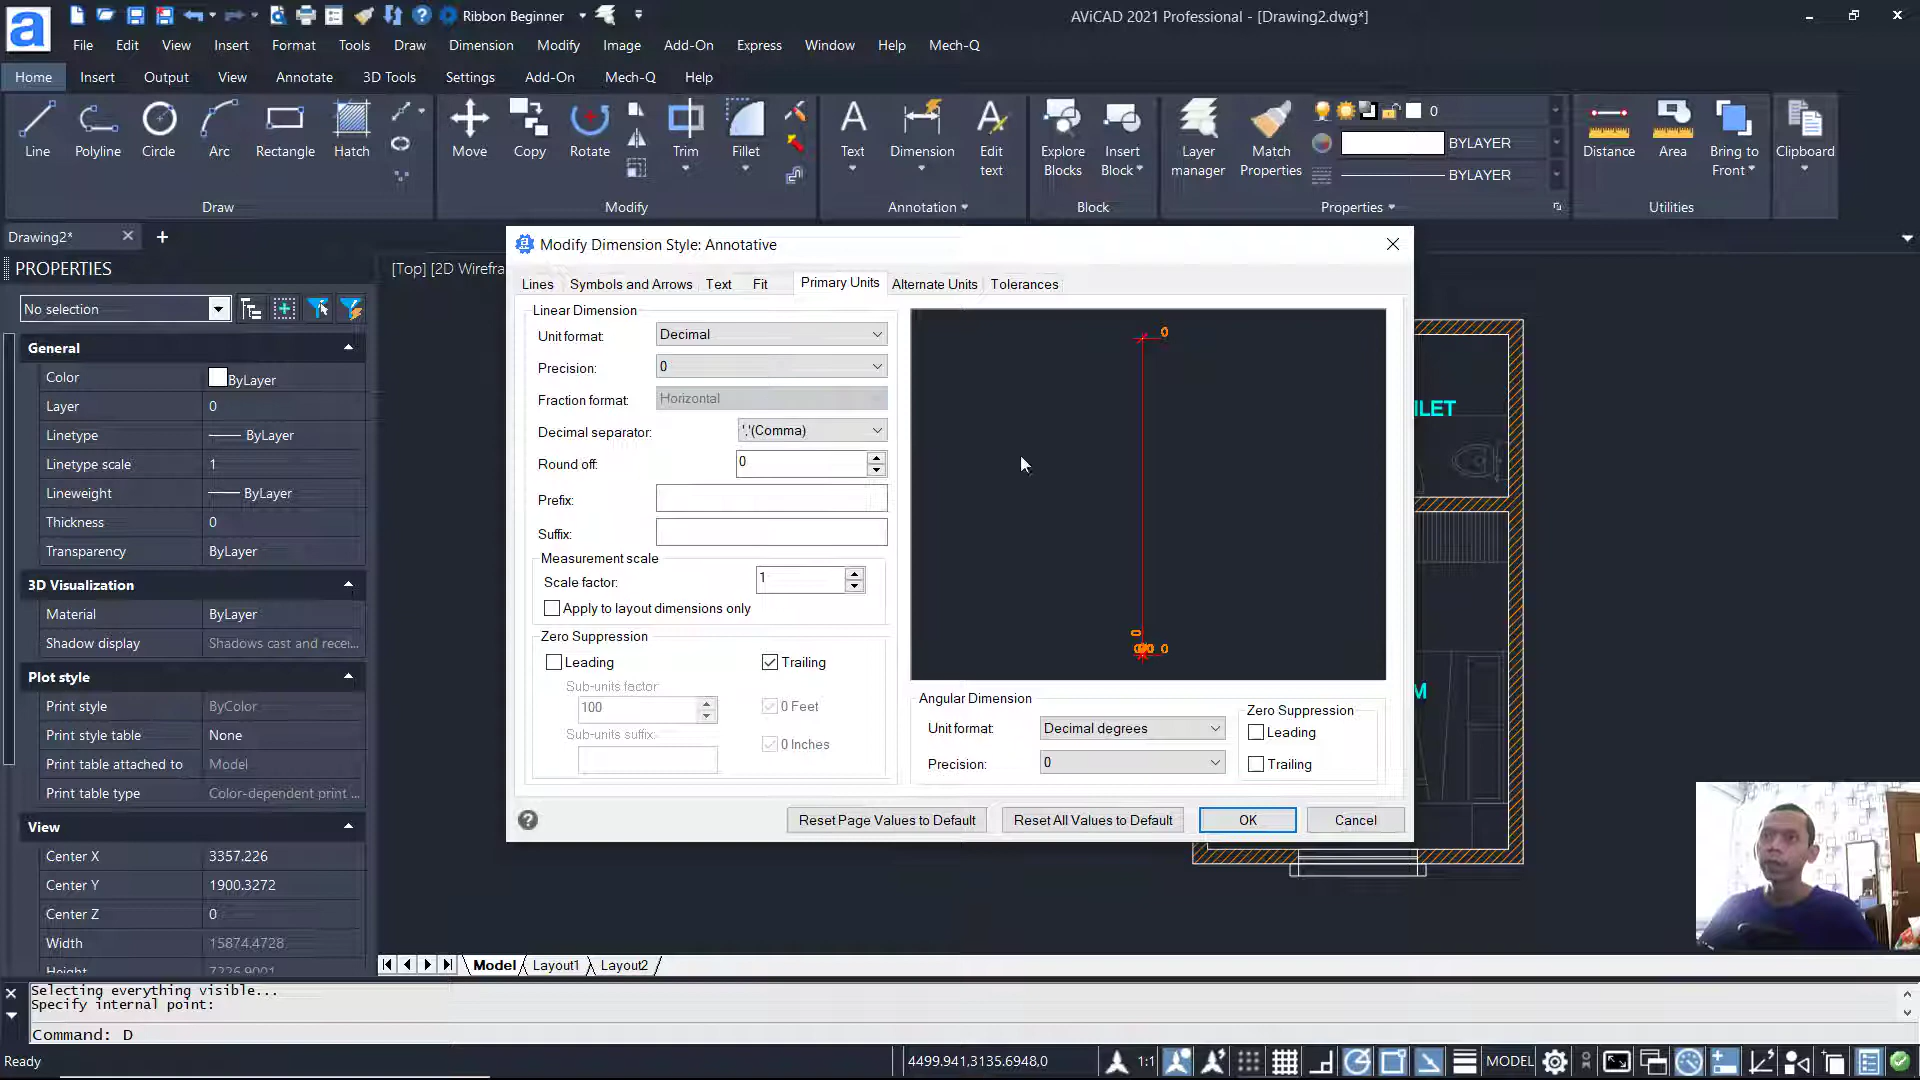 a
Ribbon Beginner
AViCAD 2021 Professional - [Drawing2.dwg*]
File Edit View Insert Format Tools Draw Dimension Modify Image Add-On Express Window Help Mech-Q
Home Insert Output View Annotate 3D Tools Settings Add-On Mech-Q Help
0
Line Polyline Circle Arc Rectangle Hatch Move Copy Rotate Trim Fillet Text Dimension Edit text Explore Blocks Insert Block Layer manager Match Properties BYLAYER Distance Area Bring to Front Clipboard
BYLAYER
Draw Modify Annotation Block Properties Utilities
Drawing2*
PROPERTIES
[Top] [2D Wirefra
No selection
General
Color ByLayer
Layer 0
Linetype ByLayer
Linetype scale 1
Lineweight ByLayer
Thickness 0
Transparency ByLayer
3D Visualization
Material ByLayer
Shadow display Shadows cast and recei...
Plot style
Print style ByColor
Print style table None
Print table attached to Model
Print table type Color-dependent print ...
View
Center X 3357.226
Center Y 1900.3272
Center Z 0
Width 15874.4728
Height 7226.9001
Modify Dimension Style: Annotative
Lines Symbols and Arrows Text Fit Primary Units Alternate Units Tolerances
Linear Dimension
Unit format: Decimal
Precision: 0
Fraction format: Horizontal
Decimal separator: ','(Comma)
Round off: 0
Prefix:
Suffix:
Measurement scale
Scale factor: 1
Apply to layout dimensions only
Zero Suppression
Leading Trailing
Sub-units factor:
100 0 Feet
Sub-units suffix:
0 Inches
0
0
0
Angular Dimension
Unit format: Decimal degrees
Precision: 0
Zero Suppression
Leading
Trailing
Reset Page Values to Default Reset All Values to Default OK Cancel
ILET
M
Model Layout1 Layout2
Selecting everything visible...
Specify internal point:
Command: D
Ready 4499.941,3135.6948,0 1:1 MODEL